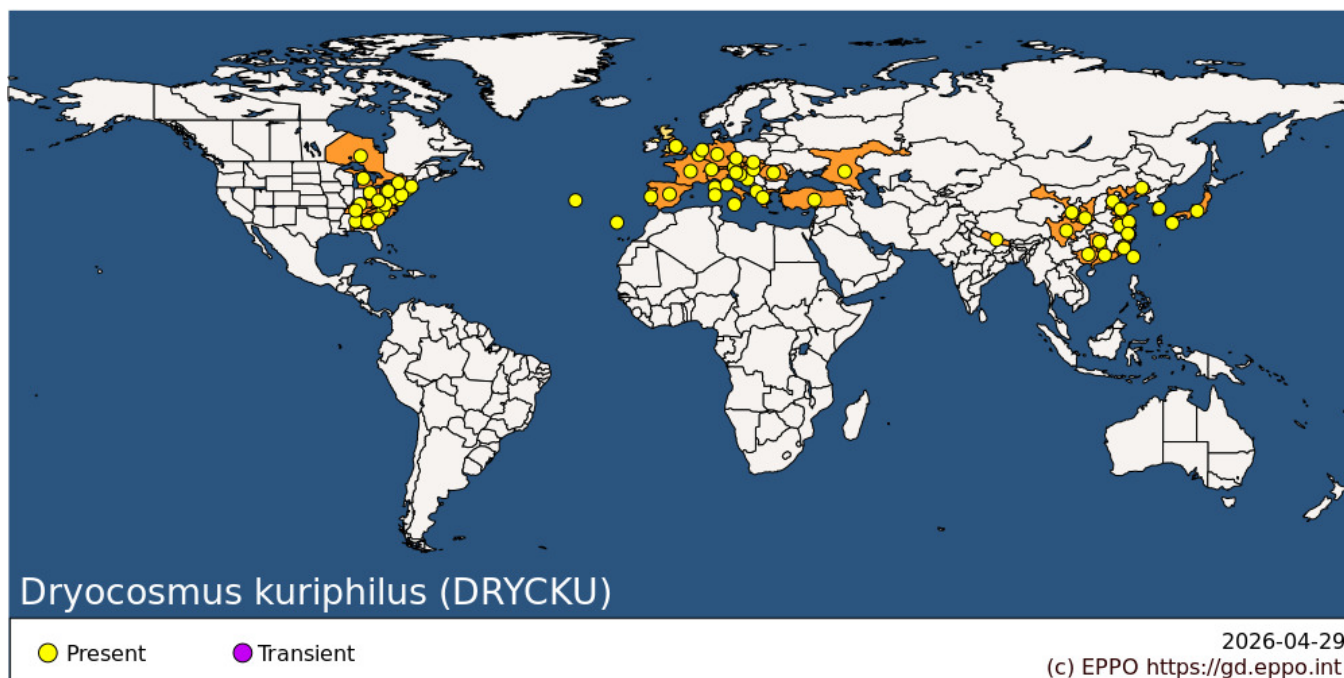 Dryocosmus kuriphilus (DRYCKU)
Present
Transient
2026-04-29
(c) EPPO https://gd.eppo.int